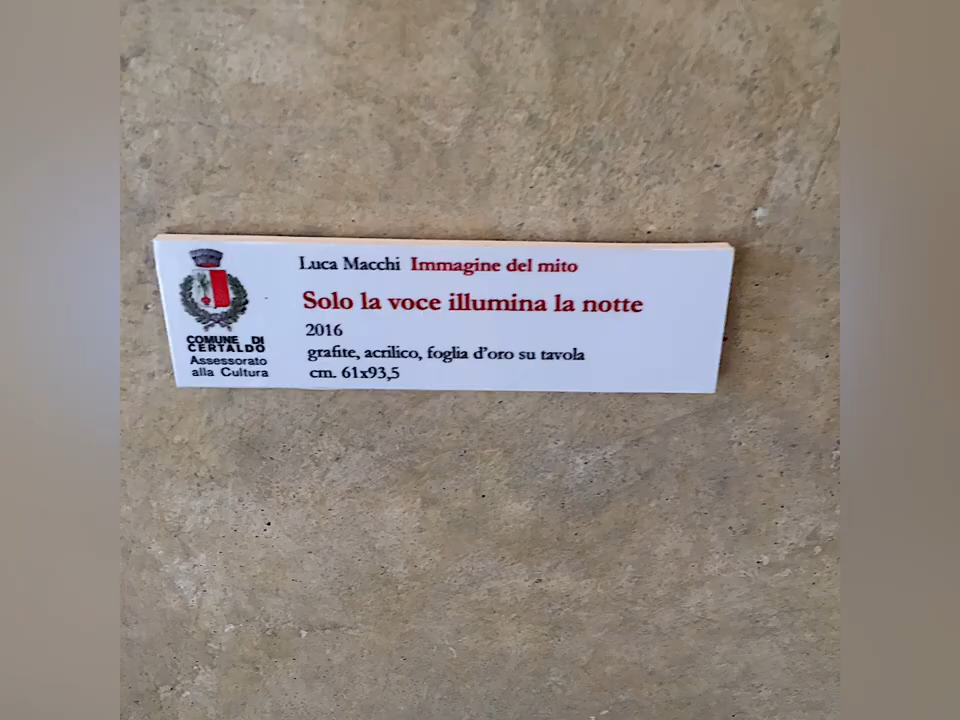 Luca Macchi Immagine del mito
Solo la voce illumina la notte
2016
grafite, acrilico, foglia d'oro su tavola
cm. 61x93,5
COMUNE DI
CERTALDO
Assessorato
alla Cultura